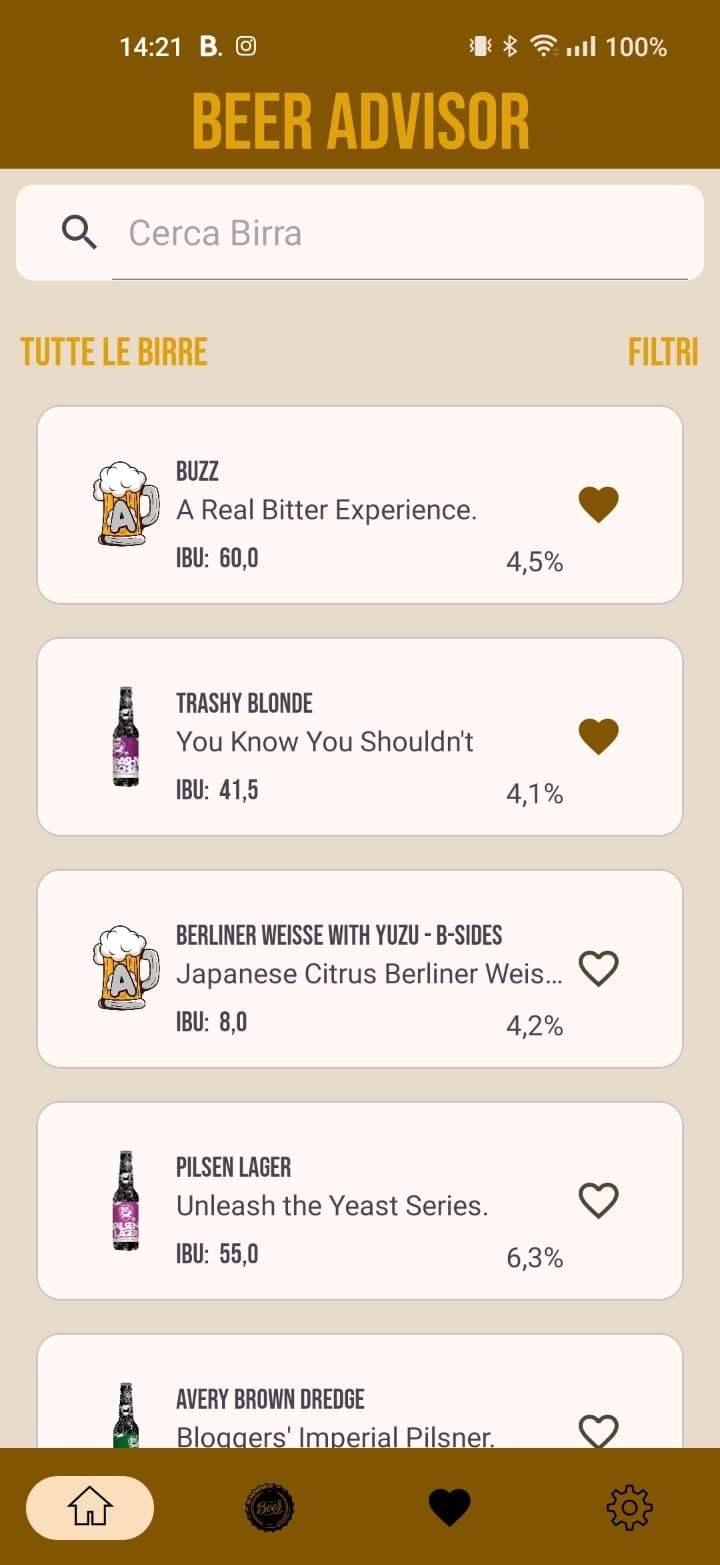 14:21 B. 100%
BEER ADVISOR
Cerca Birra
TUTTE LE BIRRE FILTRI
BUZZ
A Real Bitter Experience.
IBU: 60,0 4,5%
TRASHY BLONDE
You Know You Shouldn't
IBU: 41,5 4,1%
BERLINER WEISSE WITH YUZU - B-SIDES
Japanese Citrus Berliner Weis...
IBU: 8,0 4,2%
PILSEN LAGER
Unleash the Yeast Series.
IBU: 55,0 6,3%
AVERY BROWN DREDGE
Bloggers' Imperial Pilsner.
Beer